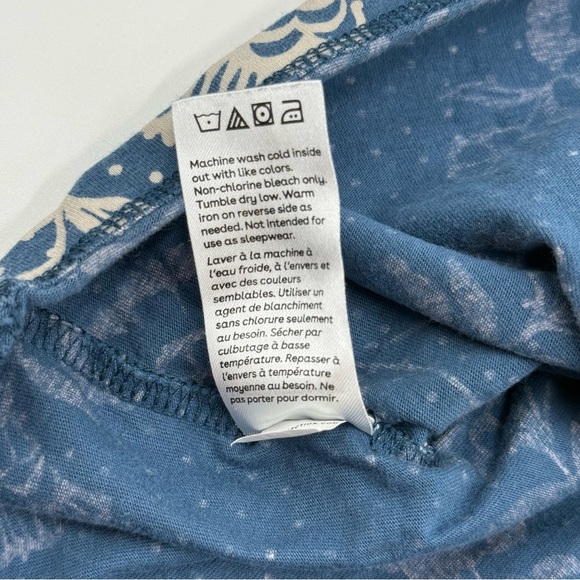 Machine wash cold inside
out with like colors.
Non-chlorine bleach only.
Tumble dry low. Warm
iron on reverse side as
needed. Not intended for
use as sleepwear.
Laver à la machine à
l'eau froide, à l'envers et
avec des couleurs
semblables. Utiliser un
agent de blanchiment
sans chlorure seulement
au besoin. Sécher par
culbutage à basse
température. Repasser à
l'envers à température
moyenne au besoin. Ne
pas porter pour dormir.